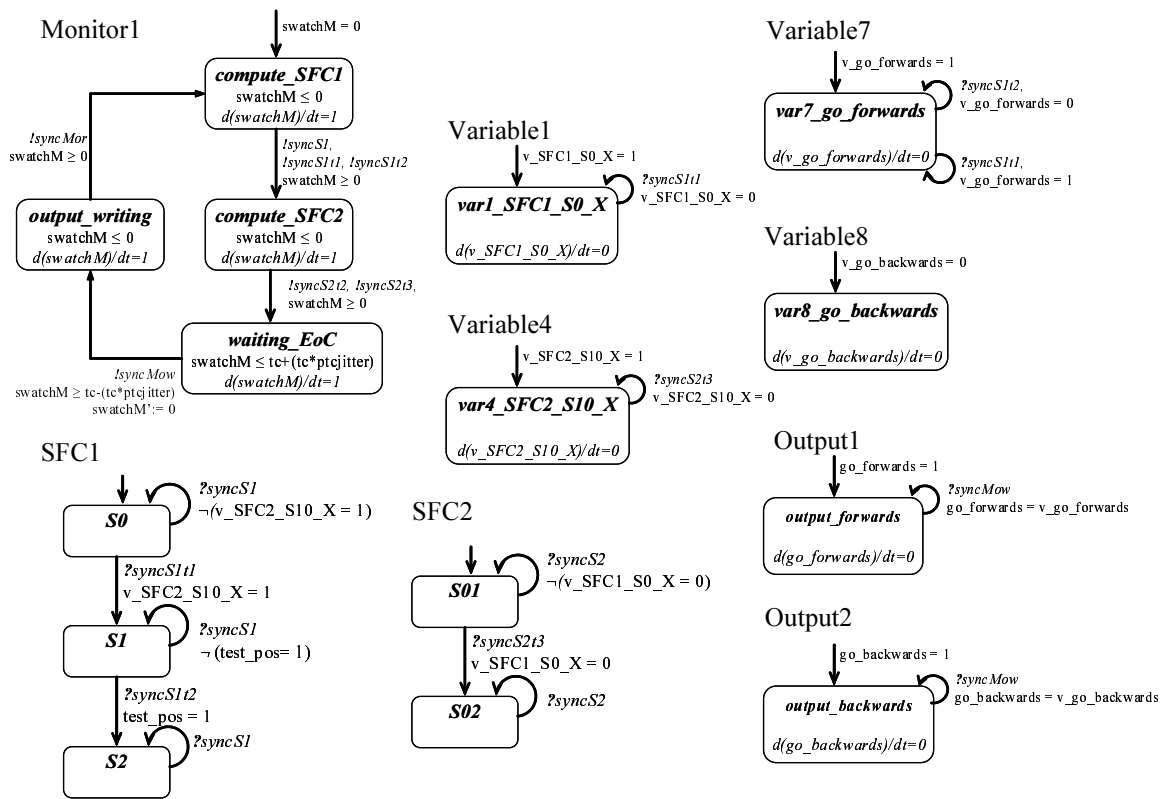 Monitor1
swatchM = 0
compute_SFC1
swatchM ≤ 0
d(swatchM)/dt=1
!syncMor
swatchM ≥ 0
!syncS1,
!syncS1t1, !syncS1t2
swatchM ≥ 0
output_writing
swatchM ≤ 0
d(swatchM)/dt=1
compute_SFC2
swatchM ≤ 0
d(swatchM)/dt=1
!syncS2t2, !syncS2t3,
swatchM ≥ 0
waiting_EoC
swatchM ≤ tc+(tc*ptcjitter)
d(swatchM)/dt=1
!syncMow
swatchM ≥ tc-(tc*ptcjitter)
swatchM':= 0
Variable1
v_SFC1_S0_X = 1
?syncS1t1
v_SFC1_S0_X = 0
var1_SFC1_S0_X
d(v_SFC1_S0_X)/dt=0
Variable4
v_SFC2_S10_X = 1
?syncS2t3
v_SFC2_S10_X = 0
var4_SFC2_S10_X
d(v_SFC2_S10_X)/dt=0
Variable7
v_go_forwards = 1
?syncS1t2,
v_go_forwards = 0
var7_go_forwards
d(v_go_forwards)/dt=0
?syncS1t1,
v_go_forwards = 1
Variable8
v_go_backwards = 0
var8_go_backwards
d(v_go_backwards)/dt=0
SFC1
S0
?syncS1
¬(v_SFC2_S10_X = 1)
?syncS1t1
v_SFC2_S10_X = 1
S1
?syncS1
¬ (test_pos= 1)
?syncS1t2
test_pos = 1
S2
?syncS1
SFC2
S01
?syncS2
¬(v_SFC1_S0_X = 0)
?syncS2t3
v_SFC1_S0_X = 0
S02
?syncS2
Output1
go_forwards = 1
?syncMow
go_forwards = v_go_forwards
output_forwards
d(go_forwards)/dt=0
Output2
go_backwards = 1
?syncMow
go_backwards = v_go_backwards
output_backwards
d(go_backwards)/dt=0